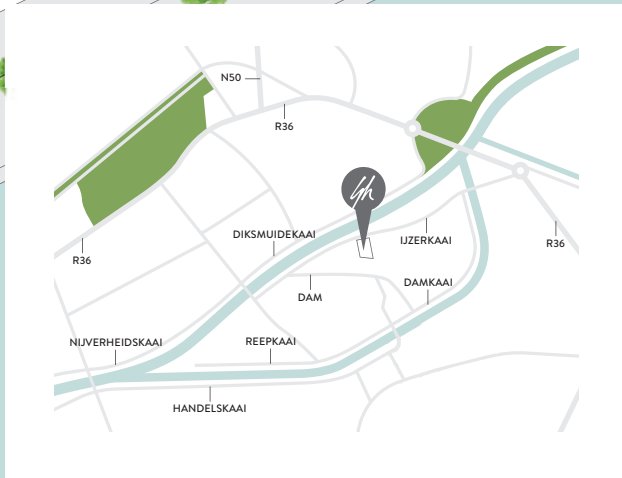 N50
R36
DIKSMUIDEKAAI
IJZERKAAI
R36
R36
DAMKAAI
DAM
NIJVERHEIDSKAAI
REEPKAAI
HANDELSKAAI